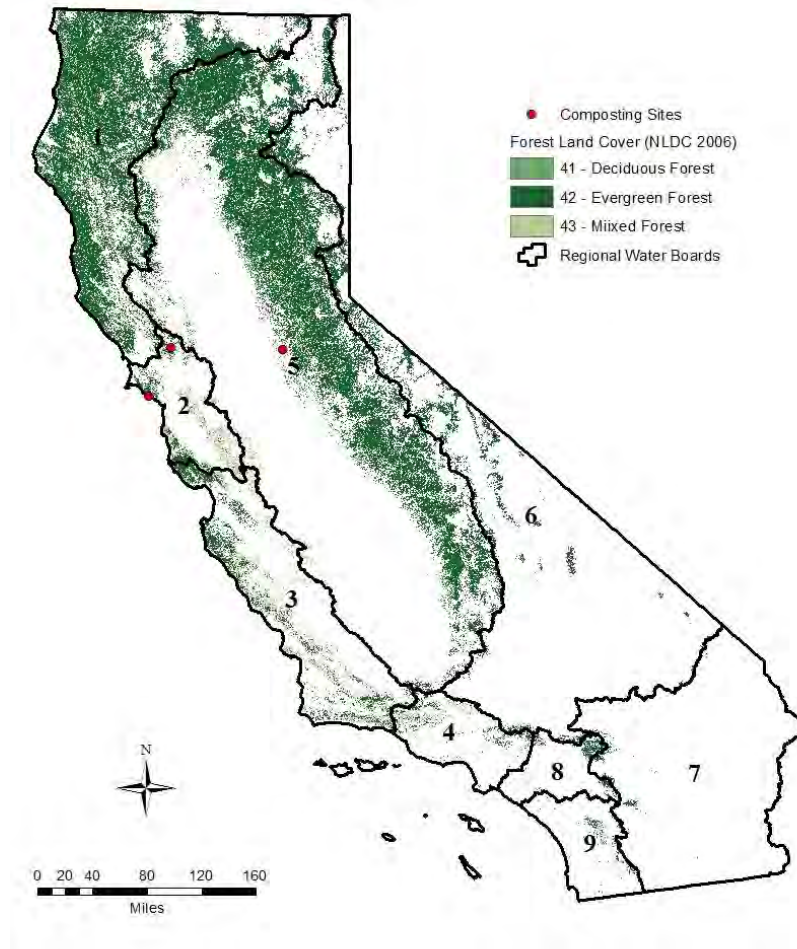 Composting Sites
Forest Land Cover (NLDC 2006)
41 - Deciduous Forest
42 - Evergreen Forest
43 - Miixed Forest
Regional Water Boards
1
5
2
6
3
4
8
7
9
N
0 20 40 80 120 160
Miles